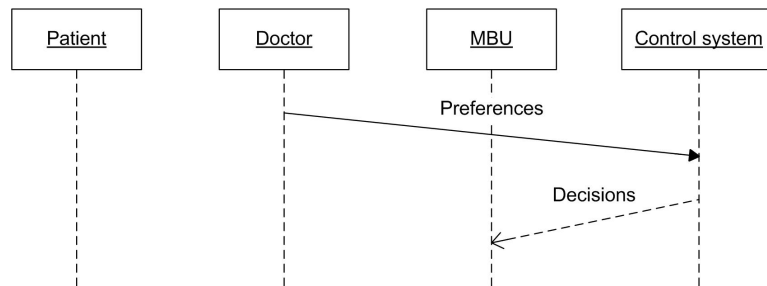 Patient
Doctor
MBU
Control system
Preferences
Decisions